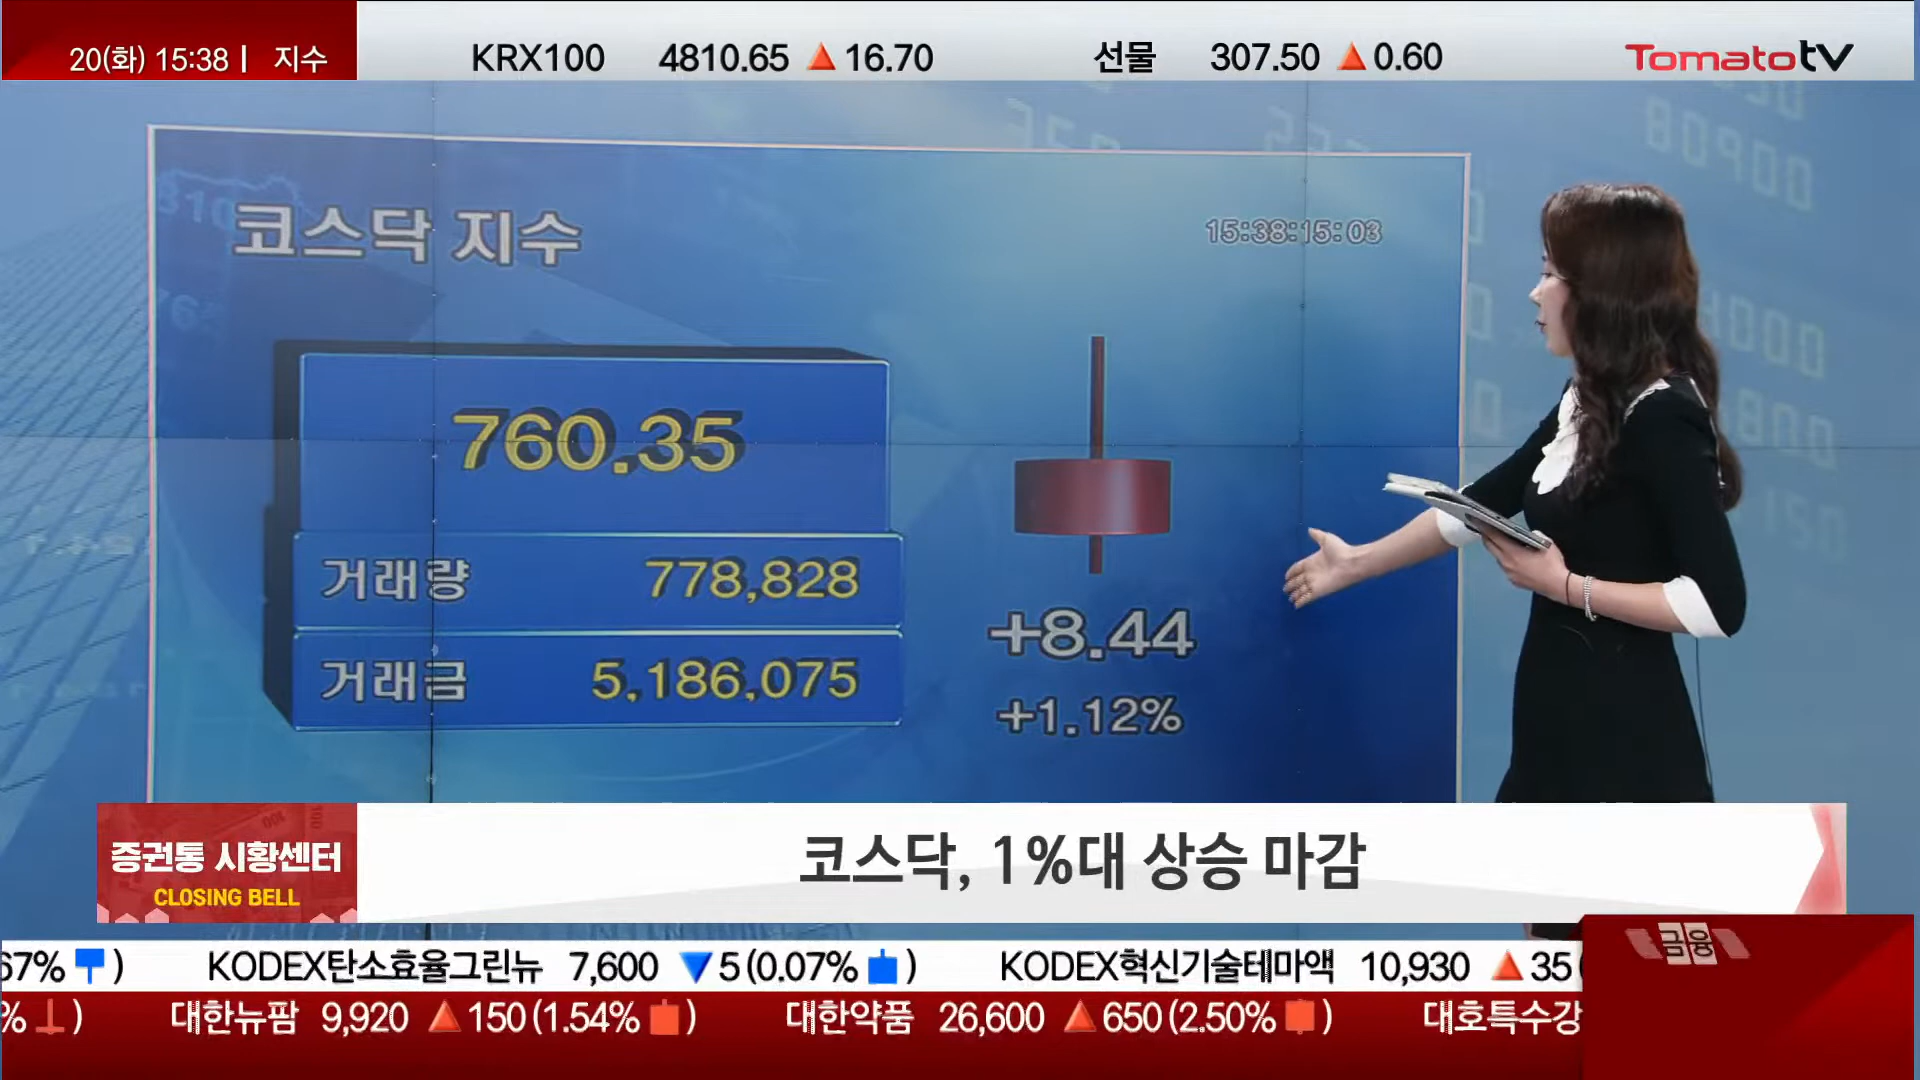 20(화) 15:38 | 지수
KRX100 4810.65 ▲ 16.70 선물 307.50 ▲ 0.60
Tomatotv
코스닥 지수
15:38:15:03
760.35
거래량 778,828
거래금 5,186,075
+8.44
+1.12%
증권통 시황센터
CLOSING BELL
코스닥, 1%대 상승 마감
67% ) KODEX탄소효율그린뉴 7,600 ▼ 5 (0.07% ) KODEX혁신기술테마액 10,930 ▲ 35 (
금융
% ) 대한뉴팜 9,920 ▲ 150 (1.54% ) 대한약품 26,600 ▲ 650 (2.50% ) 대호특수강